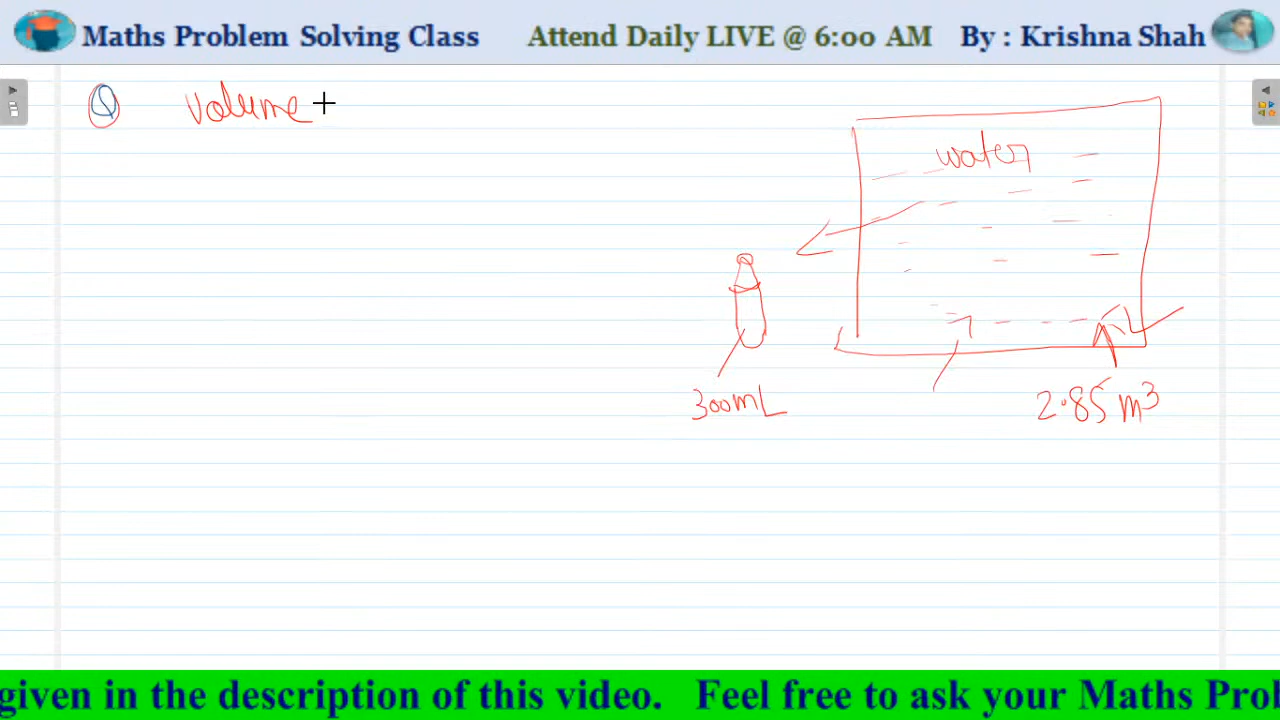 Maths Problem Solving Class Attend Daily LIVE @ 6:00 AM By : Krishna Shah
Q volume
water
300mL
2.85 m³
given in the description of this video. Feel free to ask your Maths Prob